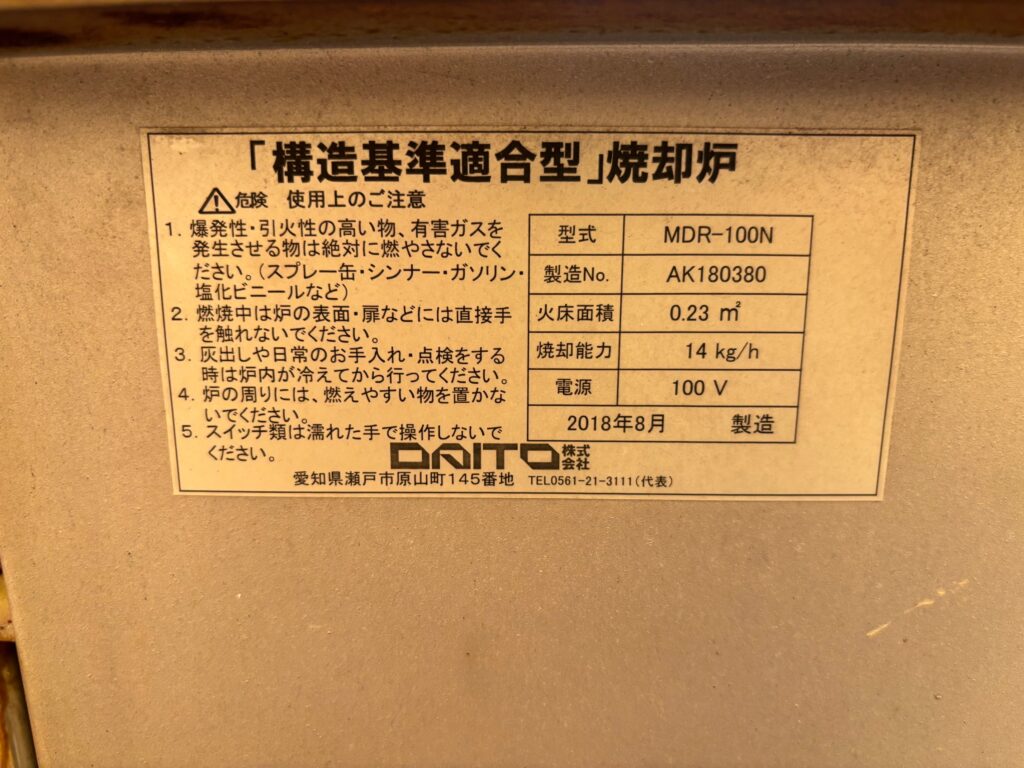 「構造基準適合型」焼却炉
危険 使用上のご注意
1. 爆発性・引火性の高い物、有害ガスを
発生させる物は絶対に燃やさないでく
ださい。(スプレー缶・シンナー・ガソリン・
塩化ビニールなど)
2. 燃焼中は炉の表面・扉などには直接手
を触れないでください。
3. 灰出しや日常のお手入れ・点検をする
時は炉内が冷えてから行ってください。
4. 炉の周りには、燃えやすい物を置かな
いでください。
5. スイッチ類は濡れた手で操作しないで
ください。
型式 MDR-100N
製造No. AK180380
火床面積 0.23 ㎡
焼却能力 14 kg/h
電源 100 V
2018年8月 製造
DAITO株式会社
愛知県瀬戸市原山町145番地 TEL0561-21-3111(代表)